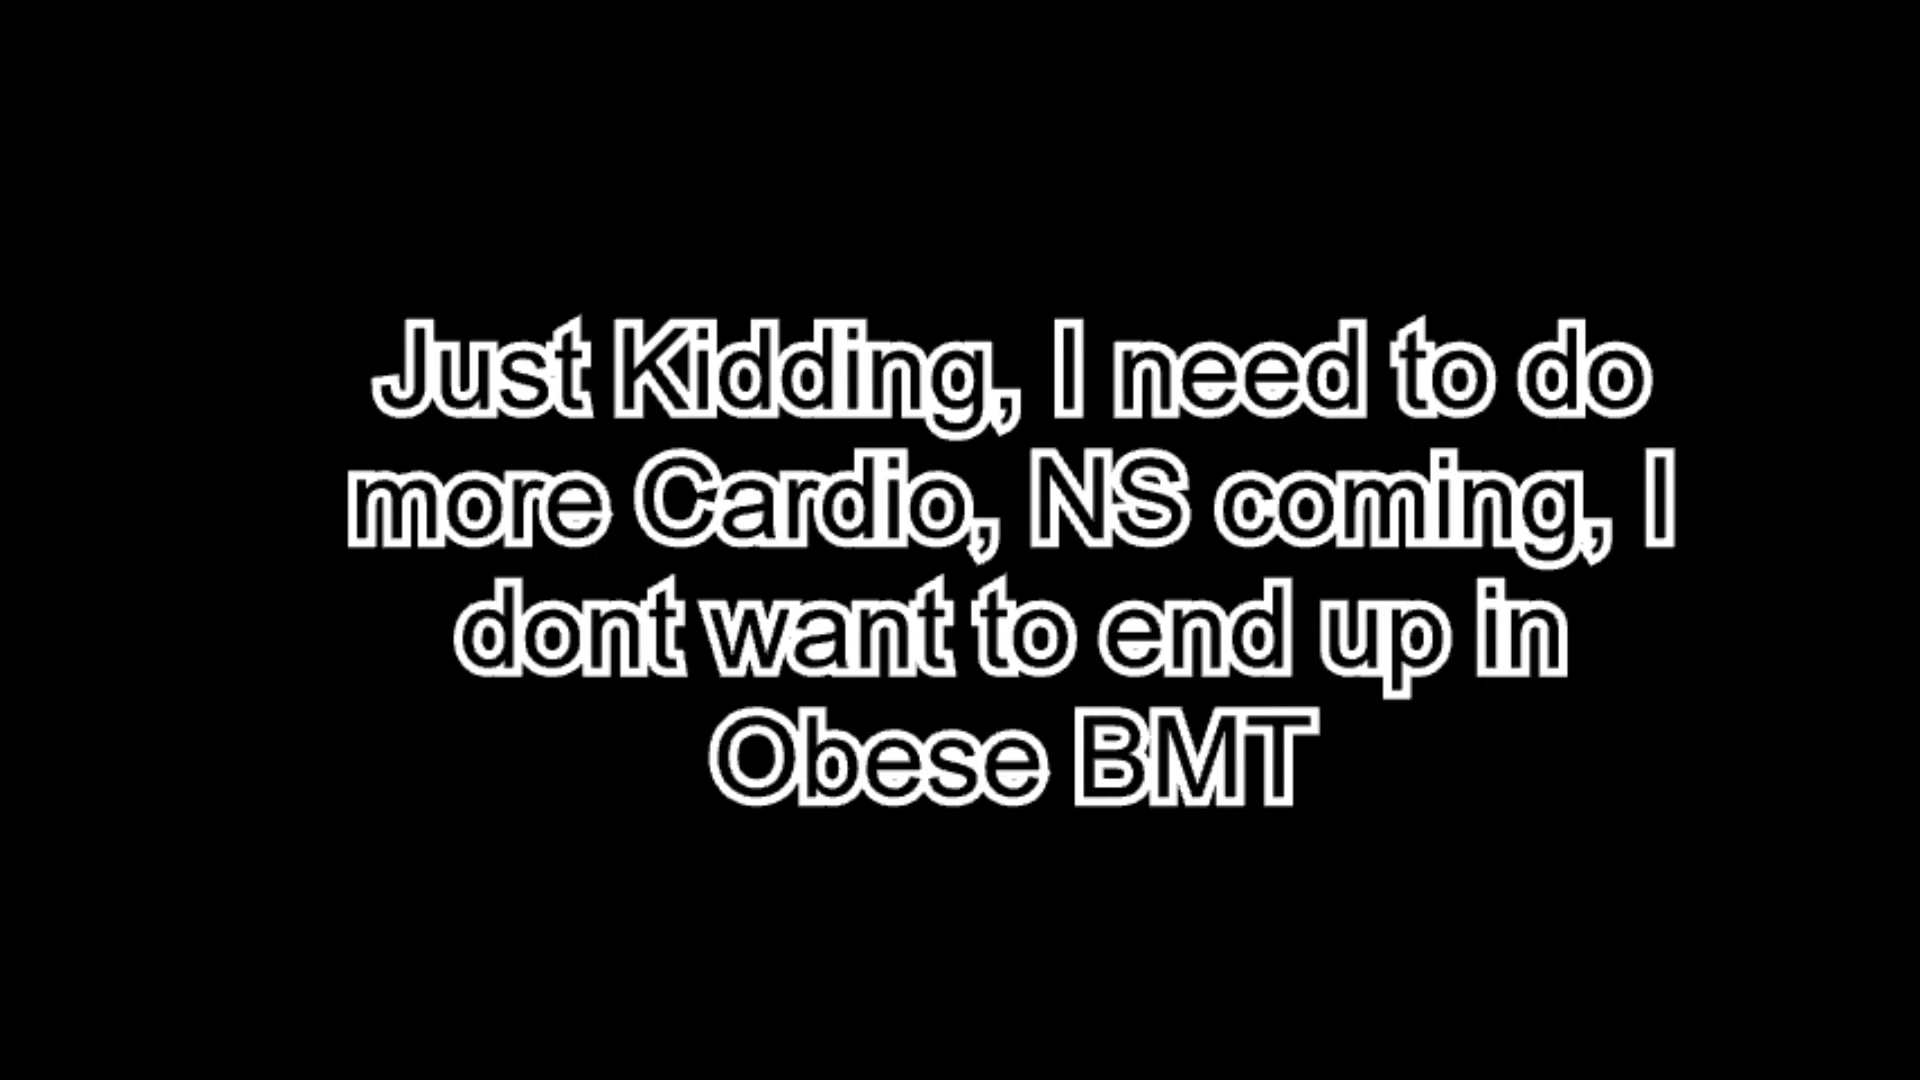 Just Kidding, I need to do
more Cardio, NS coming, I
dont want to end up in
Obese BMT